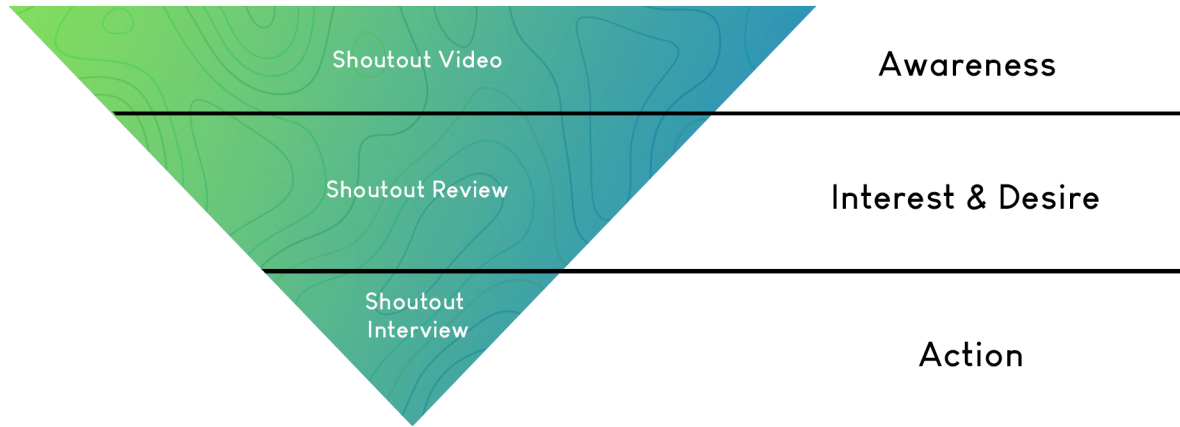 Shoutout Video
Awareness
Shoutout Review
Interest & Desire
Shoutout
Interview
Action